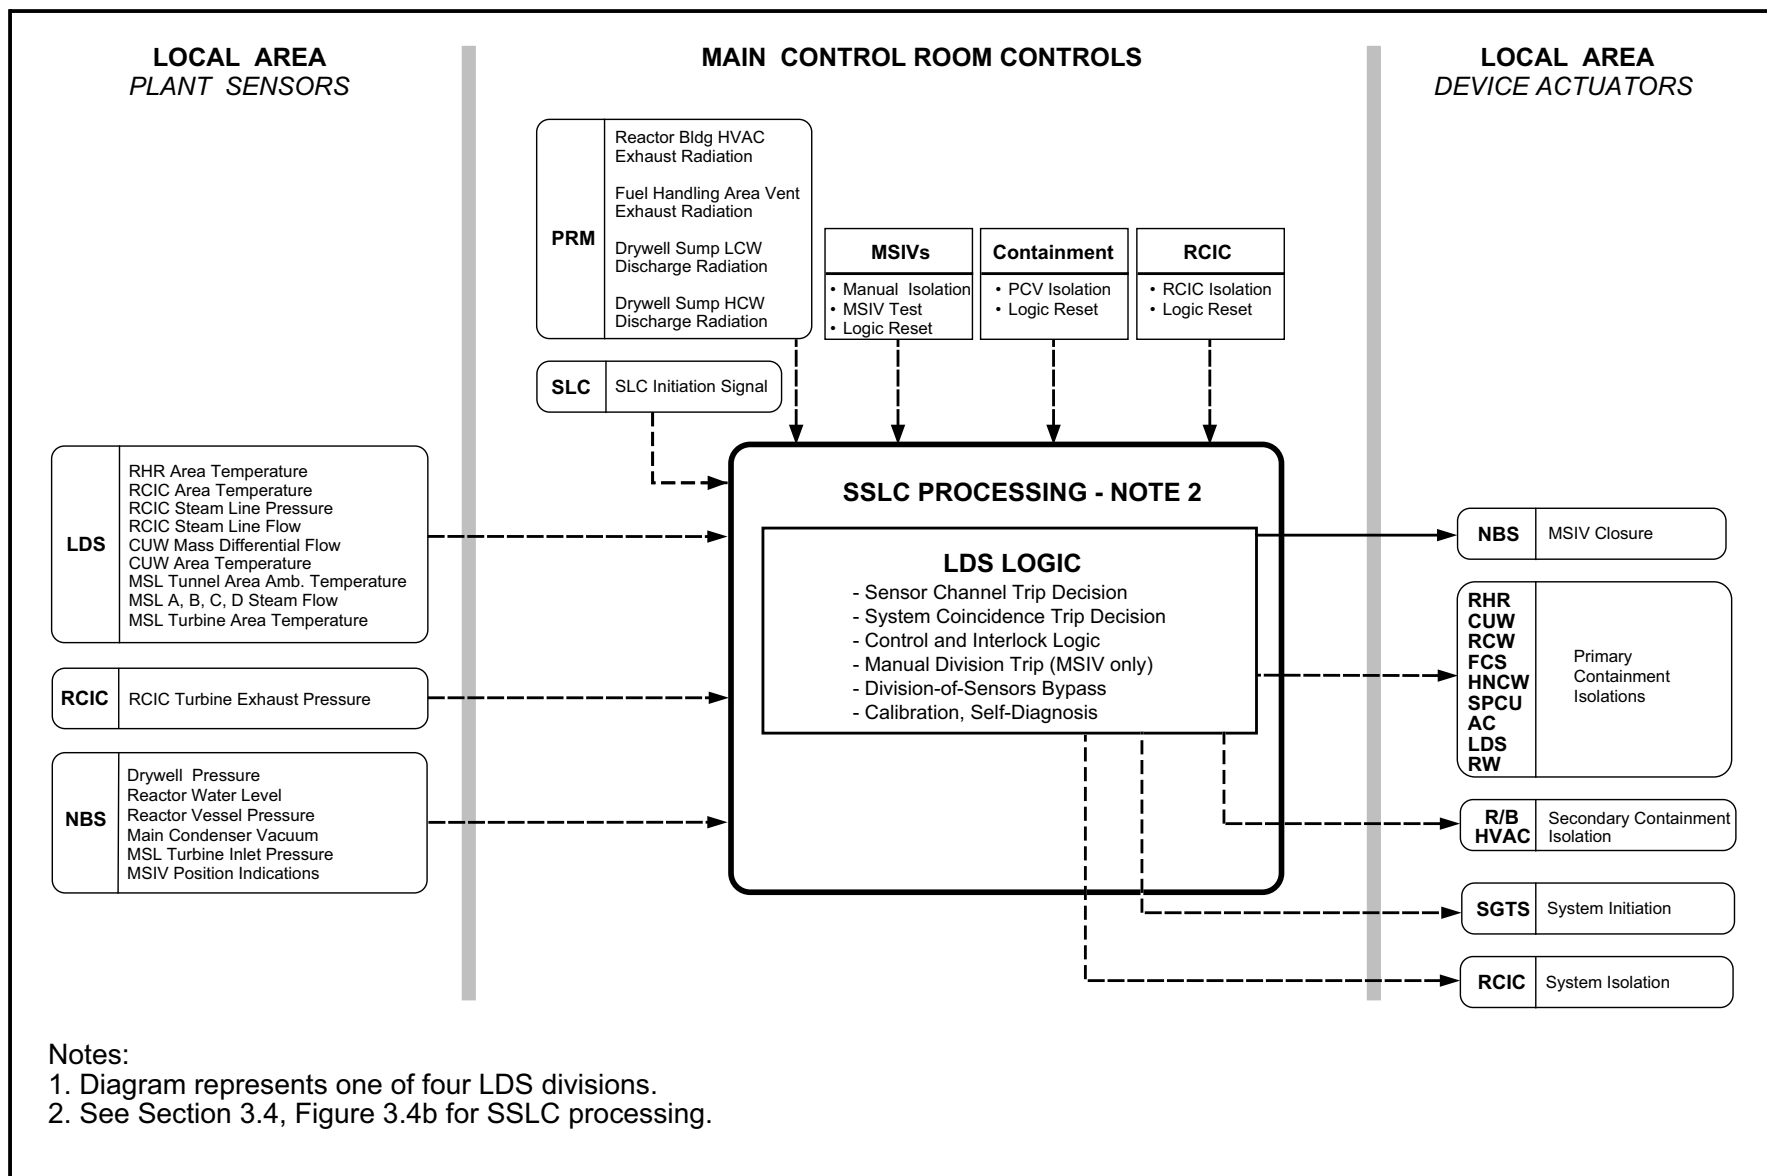 LOCAL AREA
PLANT SENSORS
MAIN CONTROL ROOM CONTROLS
LOCAL AREA
DEVICE ACTUATORS
PRM
Reactor Bldg HVAC
Exhaust Radiation
Fuel Handling Area Vent
Exhaust Radiation
Drywell Sump LCW
Discharge Radiation
Drywell Sump HCW
Discharge Radiation
MSIVs
• Manual Isolation
• MSIV Test
• Logic Reset
Containment
• PCV Isolation
• Logic Reset
RCIC
• RCIC Isolation
• Logic Reset
SLC
SLC Initiation Signal
LDS
RHR Area Temperature
RCIC Area Temperature
RCIC Steam Line Pressure
RCIC Steam Line Flow
CUW Mass Differential Flow
CUW Area Temperature
MSL Tunnel Area Amb. Temperature
MSL A, B, C, D Steam Flow
MSL Turbine Area Temperature
RCIC
RCIC Turbine Exhaust Pressure
NBS
Drywell Pressure
Reactor Water Level
Reactor Vessel Pressure
Main Condenser Vacuum
MSL Turbine Inlet Pressure
MSIV Position Indications
SSLC PROCESSING - NOTE 2
LDS LOGIC
- Sensor Channel Trip Decision
- System Coincidence Trip Decision
- Control and Interlock Logic
- Manual Division Trip (MSIV only)
- Division-of-Sensors Bypass
- Calibration, Self-Diagnosis
NBS
MSIV Closure
RHR
CUW
RCW
FCS
HNCW
SPCU
AC
LDS
RW
Primary
Containment
Isolations
R/B
HVAC
Secondary Containment
Isolation
SGTS
System Initiation
RCIC
System Isolation
Notes:
1. Diagram represents one of four LDS divisions.
2. See Section 3.4, Figure 3.4b for SSLC processing.